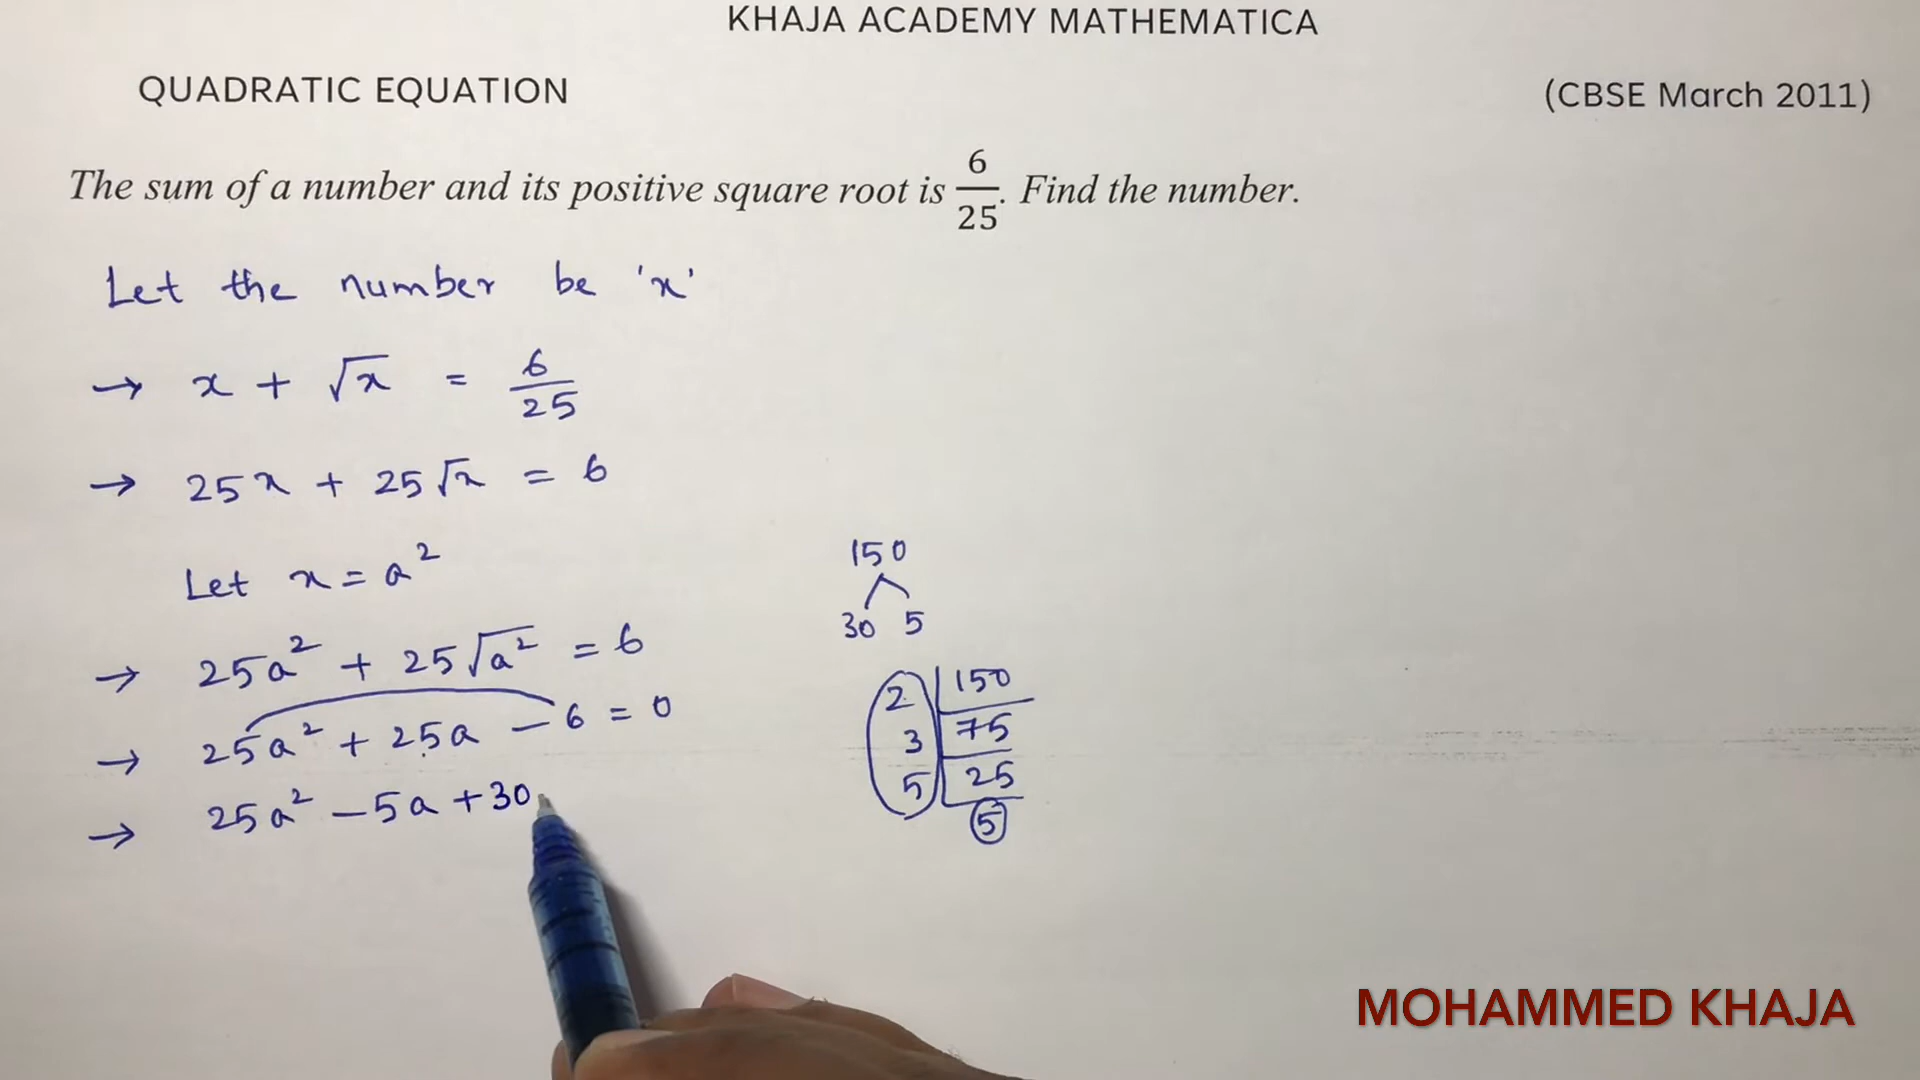 KHAJA ACADEMY MATHEMATICA
QUADRATIC EQUATION
(CBSE March 2011)
The sum of a number and its positive square root is 6/25. Find the number.
Let the number be 'x'
→ x + √x = 6/25
→ 25x + 25√x = 6
Let x = a²
→ 25a² + 25√a² = 6
→ 25a² + 25a - 6 = 0
→ 25a² - 5a + 30
150
30 5
2 150
3 75
5 25
5
MOHAMMED KHAJA